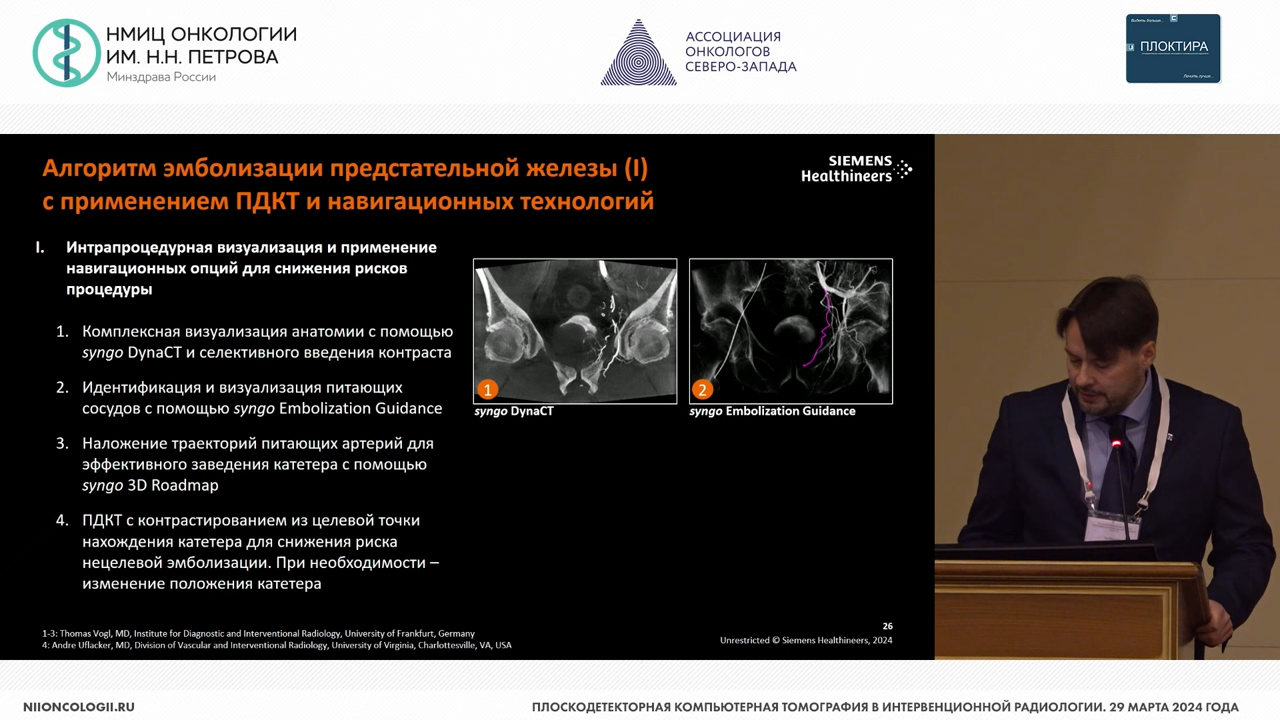 НМИЦ ОНКОЛОГИИ
ИМ. Н.Н. ПЕТРОВА
Минздрава России
АССОЦИАЦИЯ
ОНКОЛОГОВ
СЕВЕРО-ЗАПАДА
Видеть больше...
ПЛОКТИРА
Лечить лучше...
Алгоритм эмболизации предстательной железы (I)
с применением ПДКТ и навигационных технологий
SIEMENS
Healthineers
I. Интрапроцедурная визуализация и применение
навигационных опций для снижения рисков
процедуры
1. Комплексная визуализация анатомии с помощью
syngo DynaCT и селективного введения контраста
2. Идентификация и визуализация питающих
сосудов с помощью syngo Embolization Guidance
3. Наложение траекторий питающих артерий для
эффективного заведения катетера с помощью
syngo 3D Roadmap
4. ПДКТ с контрастированием из целевой точки
нахождения катетера для снижения риска
нецелевой эмболизации. При необходимости –
изменение положения катетера
1
syngo DynaCT
2
syngo Embolization Guidance
1-3: Thomas Vogl, MD, Institute for Diagnostic and Interventional Radiology, University of Frankfurt, Germany
4: Andre Uflacker, MD, Division of Vascular and Interventional Radiology, University of Virginia, Charlottesville, VA, USA
26
Unrestricted © Siemens Healthineers, 2024
NIIONCOLOGII.RU
ПЛОСКОДЕТЕКТОРНАЯ КОМПЬЮТЕРНАЯ ТОМОГРАФИЯ В ИНТЕРВЕНЦИОННОЙ РАДИОЛОГИИ. 29 МАРТА 2024 ГОДА